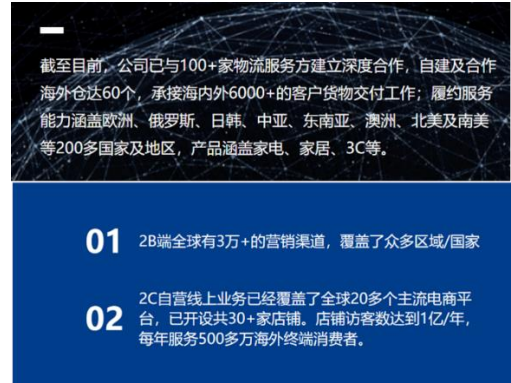 截至目前，公司已与100+家物流服务方建立深度合作，自建及合作
海外仓达60个，承接海内外6000+的客户货物交付工作；履约服务
能力涵盖欧洲、俄罗斯、日韩、中亚、东南亚、澳洲、北美及南美
等200多国家及地区，产品涵盖家电、家居、3C等。
01 2B端全球有3万+的营销渠道，覆盖了众多区域/国家
2C自营线上业务已经覆盖了全球20多个主流电商平
02 台，已开设共30+家店铺。店铺访客数达到1亿/年，
每年服务500多万海外终端消费者。